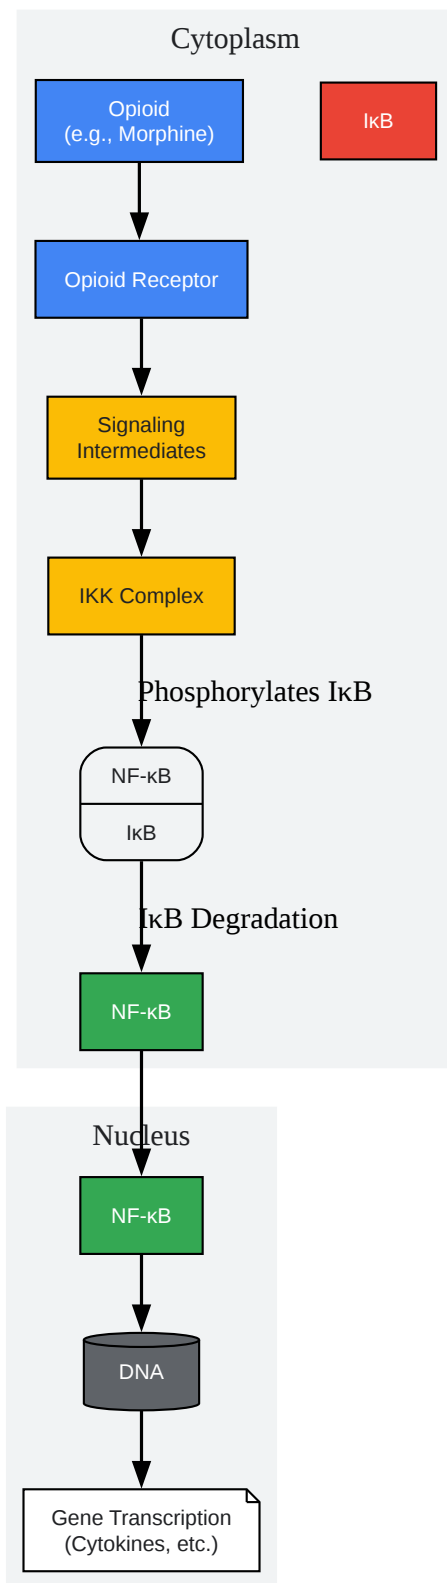 Cytoplasm
Opioid
(e.g., Morphine)
IκB
Opioid Receptor
Signaling
Intermediates
IKK Complex
Phosphorylates IκB
NF-κB
IκB
IκB Degradation
NF-κB
Nucleus
NF-κB
DNA
Gene Transcription
(Cytokines, etc.)